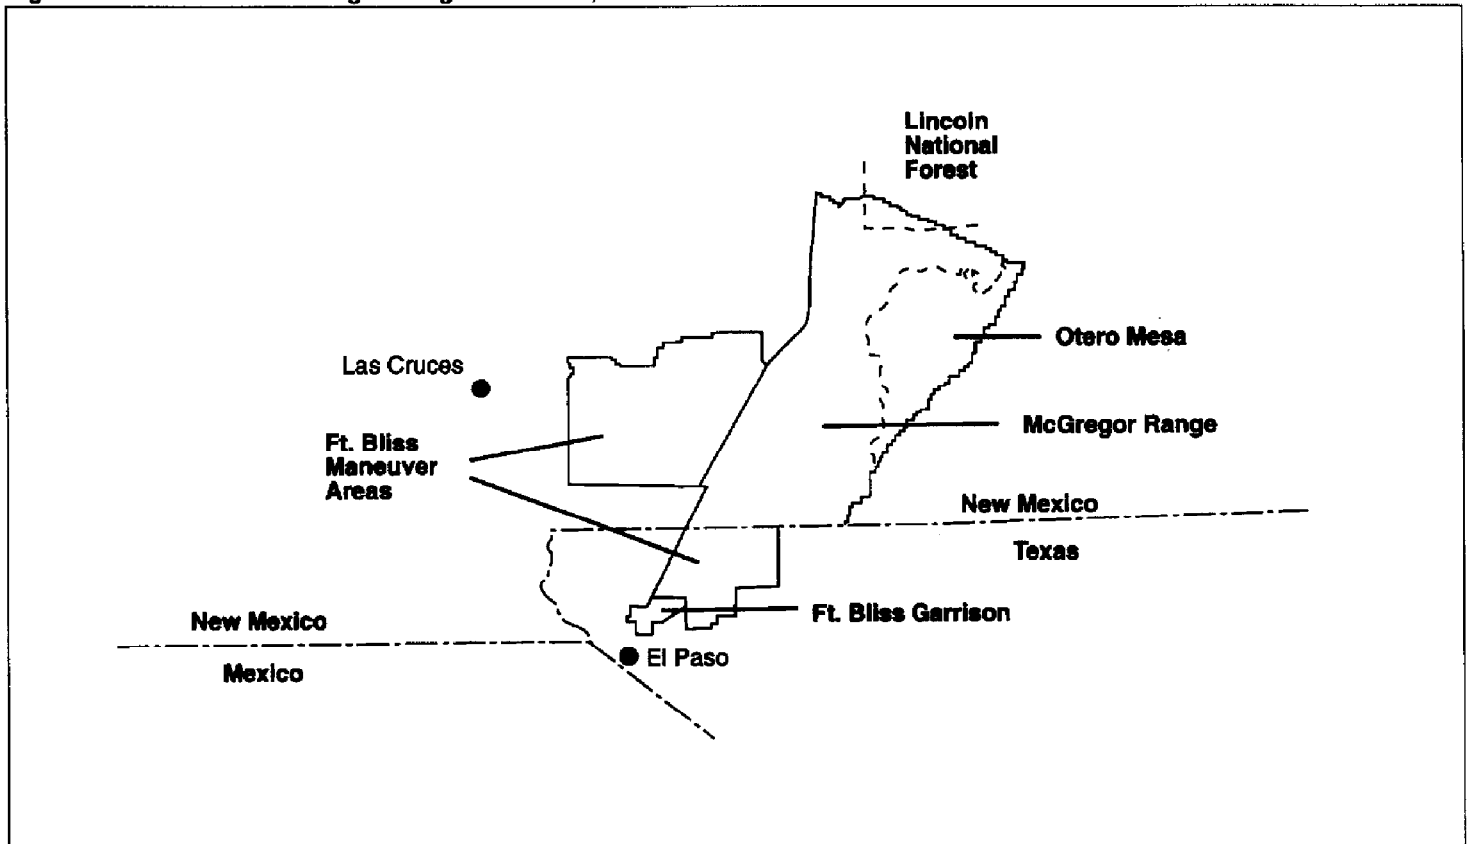 Lincoln
National
Forest
Otero Mesa
Las Cruces
McGregor Range
Ft. Bliss
Maneuver
Areas
New Mexico
Texas
Ft. Bliss Garrison
New Mexico
El Paso
Mexico